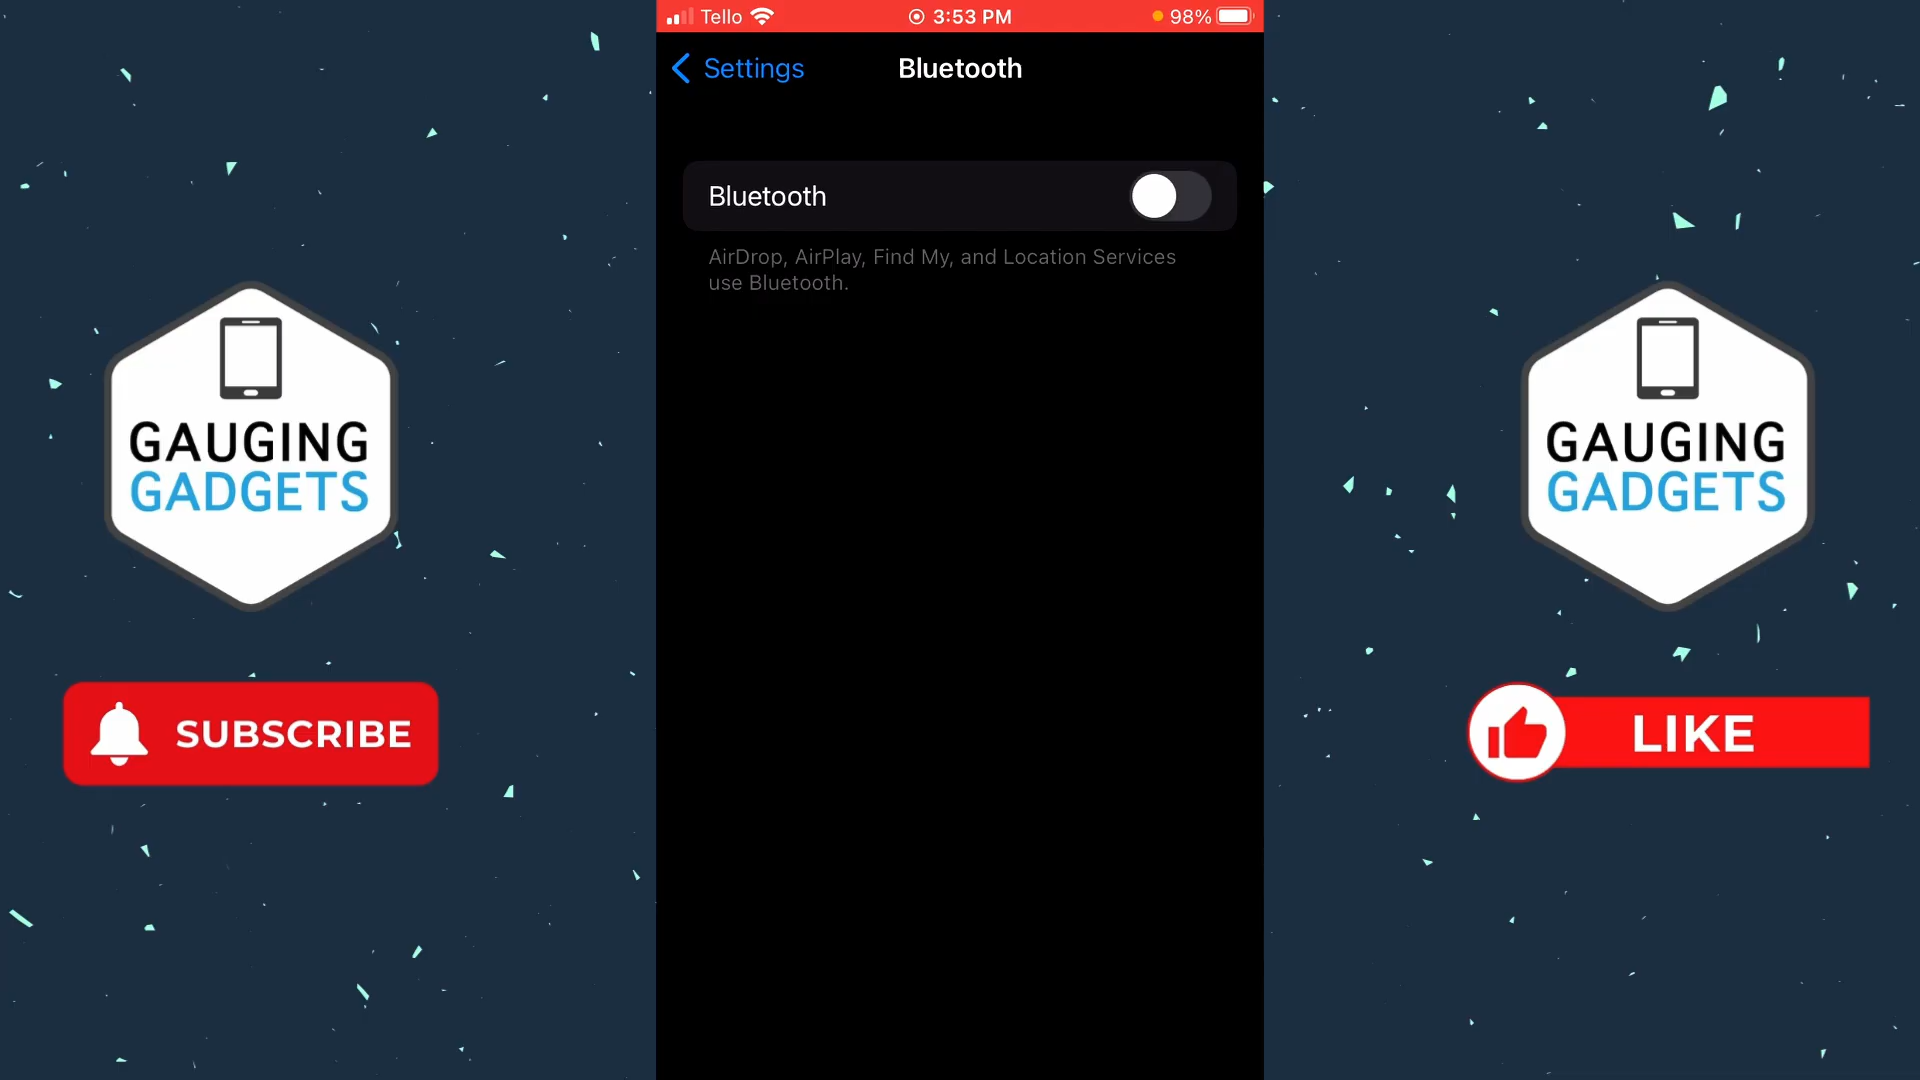 Tello 3:53 PM 98%
Settings Bluetooth
Bluetooth
AirDrop, AirPlay, Find My, and Location Services
use Bluetooth.
GAUGING
GADGETS
SUBSCRIBE
GAUGING
GADGETS
LIKE